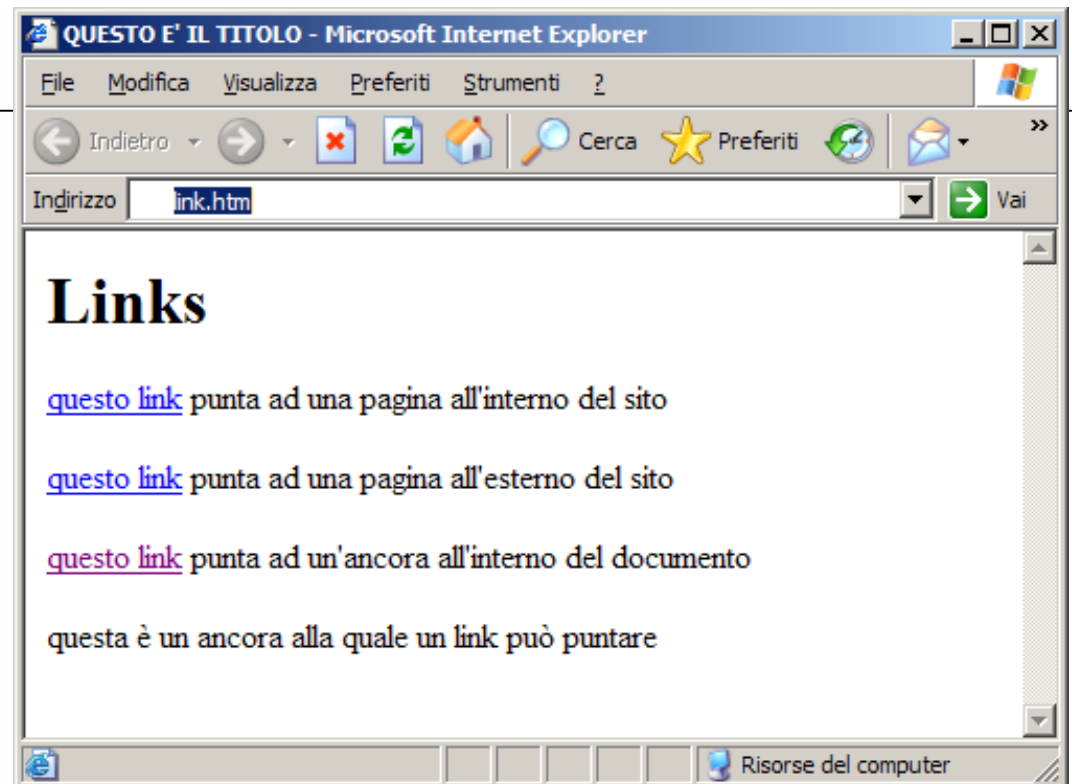 QUESTO E' IL TITOLO - Microsoft Internet Explorer
File Modifica Visualizza Preferiti Strumenti ?
Indietro Cerca Preferiti »
Indirizzo link.htm Vai
Links
questo link punta ad una pagina all'interno del sito
questo link punta ad una pagina all'esterno del sito
questo link punta ad un'ancora all'interno del documento
questa è un ancora alla quale un link può puntare
Risorse del computer